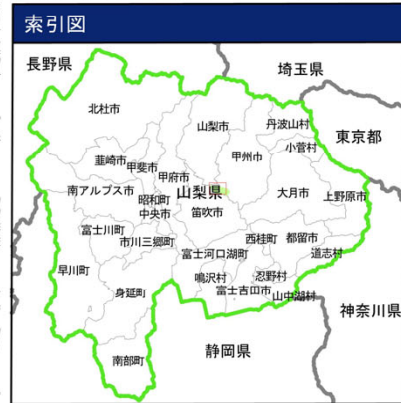 索引図
長野県
埼玉県
北杜市
山梨市
丹波山村
東京都
小菅村
韮崎市
甲斐市
甲州市
甲府市
南アルプス市
山梨県
大月市
上野原市
昭和町
中央市
笛吹市
富士川町
市川三郷町
西桂町
都留市
富士河口湖町
道志村
早川町
鳴沢村
忍野村
身延町
富士吉田市
山中湖村
神奈川県
静岡県
南部町